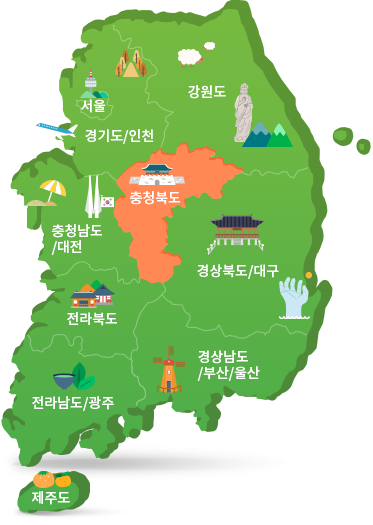 강원도
서울
경기도/인천
충청북도
충청남도
/대전
경상북도/대구
전라북도
경상남도
/부산/울산
전라남도/광주
제주도